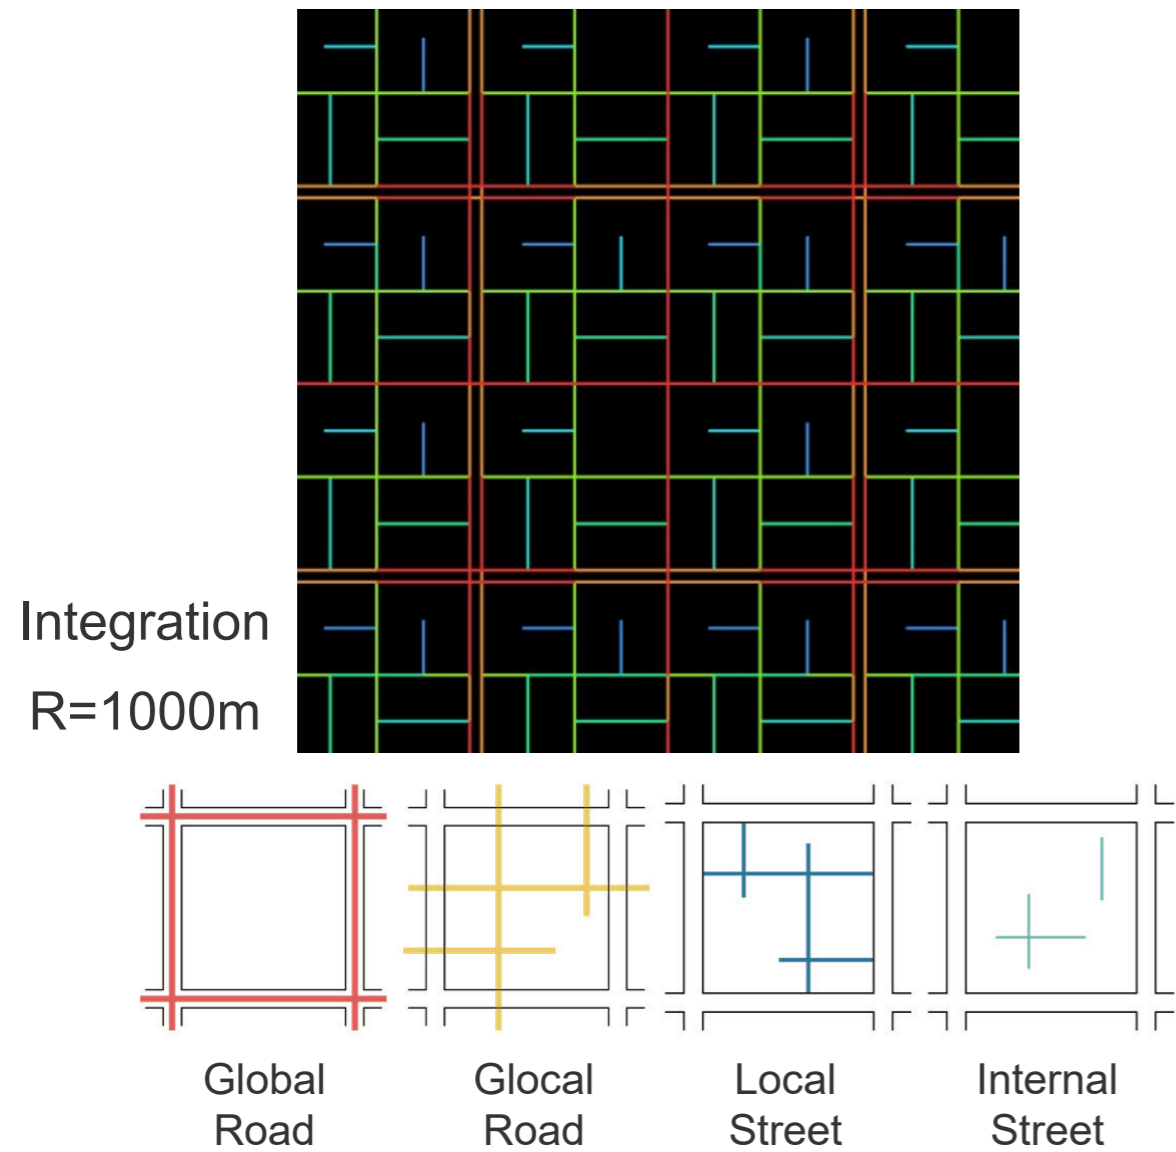 Integration
R=1000m
Global
Road
Glocal
Road
Local
Street
Internal
Street